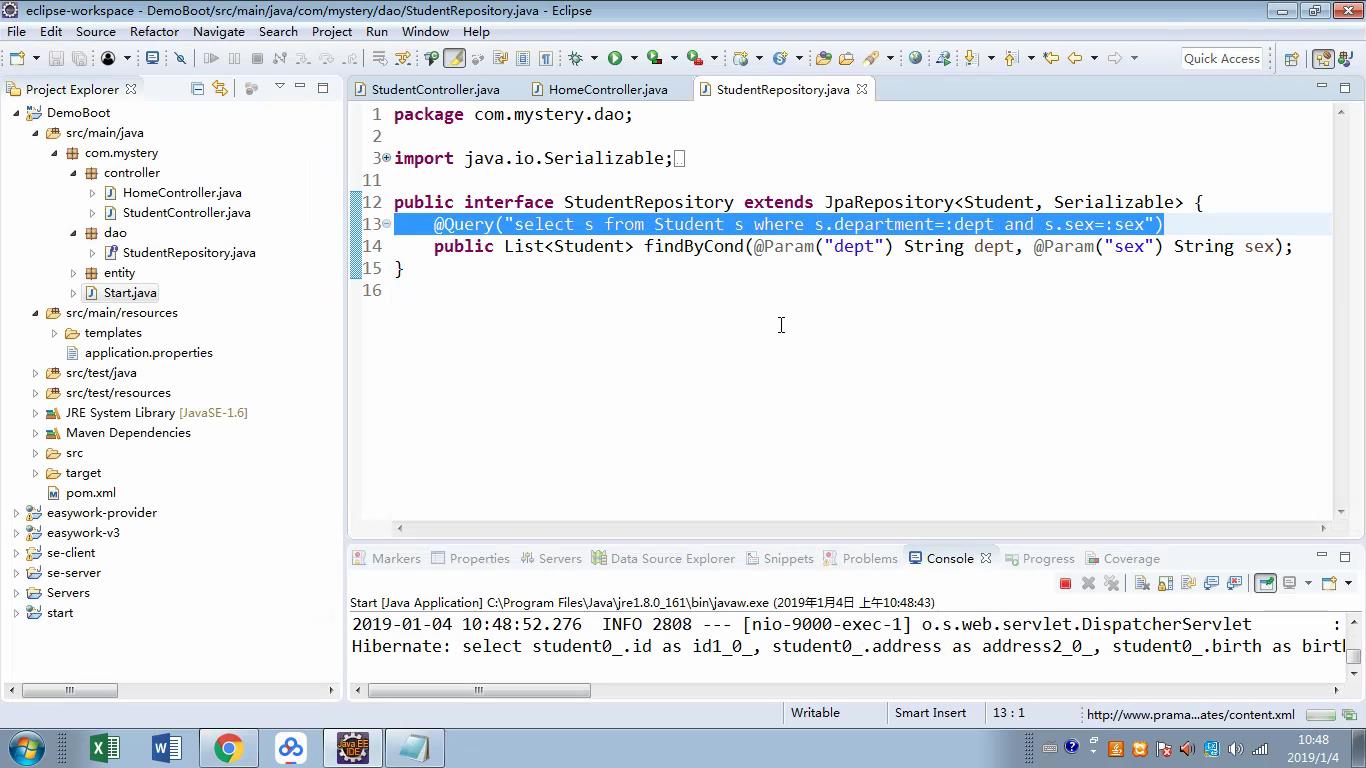 eclipse-workspace - DemoBoot/src/main/java/com/mystery/dao/StudentRepository.java - Eclipse
File Edit Source Refactor Navigate Search Project Run Window Help
Quick Access
Project Explorer
StudentController.java HomeController.java StudentRepository.java
DemoBoot
src/main/java
com.mystery
controller
HomeController.java
StudentController.java
dao
StudentRepository.java
entity
Start.java
src/main/resources
templates
application.properties
src/test/java
src/test/resources
JRE System Library [JavaSE-1.6]
Maven Dependencies
src
target
pom.xml
easywork-provider
easywork-v3
se-client
se-server
Servers
start
1 package com.mystery.dao;
2
3 import java.io.Serializable;
11
12 public interface StudentRepository extends JpaRepository<Student, Serializable> {
13 @Query("select s from Student s where s.department=:dept and s.sex=:sex")
14 public List<Student> findByCond(@Param("dept") String dept, @Param("sex") String sex);
15 }
16
Markers Properties Servers Data Source Explorer Snippets Problems Console Progress Coverage
Start [Java Application] C:\Program Files\Java\jre1.8.0_161\bin\javaw.exe (2019年1月4日 上午10:48:43)
2019-01-04 10:48:52.276 INFO 2808 --- [nio-9000-exec-1] o.s.web.servlet.DispatcherServlet :
Hibernate: select student0_.id as id1_0_, student0_.address as address2_0_, student0_.birth as birth
Writable Smart Insert 13 : 1 http://www.prama...ates/content.xml
Java EE
IDE
10:48
2019/1/4